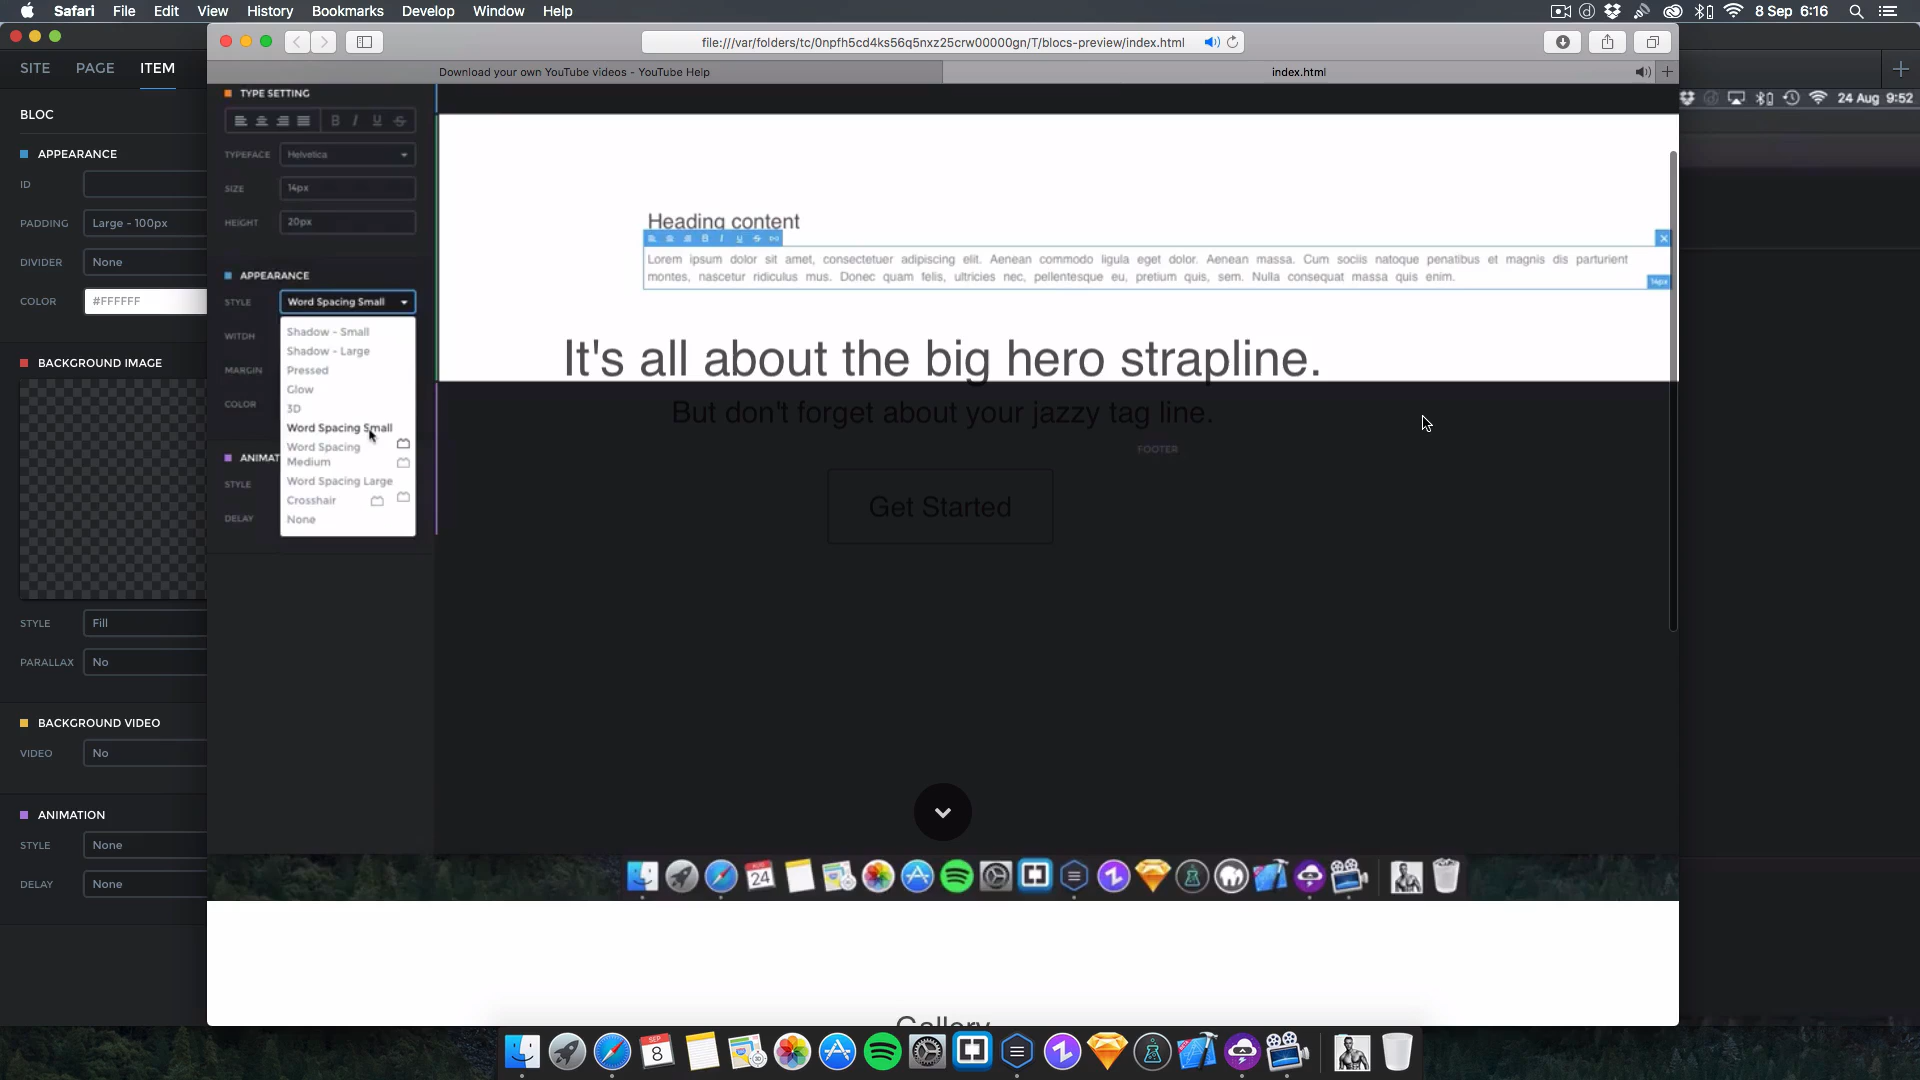 Safari File Edit View History Bookmarks Develop Window Help
8 Sep 6:16
SITE PAGE ITEM
BLOC
APPEARANCE
ID
PADDING Large - 100px
DIVIDER None
COLOR #FFFFFF
BACKGROUND IMAGE
STYLE Fill
PARALLAX No
BACKGROUND VIDEO
VIDEO No
ANIMATION
STYLE None
DELAY None
file:///var/folders/tc/0npfh5cd4ks56q5nxz25crw00000gn/T/blocs-preview/index.html
Download your own YouTube videos - YouTube Help
index.html
24 Aug 9:52
TYPE SETTING
B I U S
TYPEFACE Helvetica
SIZE 14px
HEIGHT 20px
APPEARANCE
STYLE Word Spacing Small
WITDH
MARGIN
COLOR
Shadow - Small
Shadow - Large
Pressed
Glow
3D
Word Spacing Small
Word Spacing
Medium
Word Spacing Large
Crosshair
None
ANIMAT
STYLE
DELAY
Heading content
B I U S
Lorem ipsum dolor sit amet, consectetuer adipiscing elit. Aenean commodo ligula eget dolor. Aenean massa. Cum sociis natoque penatibus et magnis dis parturient
montes, nascetur ridiculus mus. Donec quam felis, ultricies nec, pellentesque eu, pretium quis, sem. Nulla consequat massa quis enim.
14px
It's all about the big hero strapline.
But don't forget about your jazzy tag line.
FOOTER
Get Started
AUG
24
Gallery
SEP
8